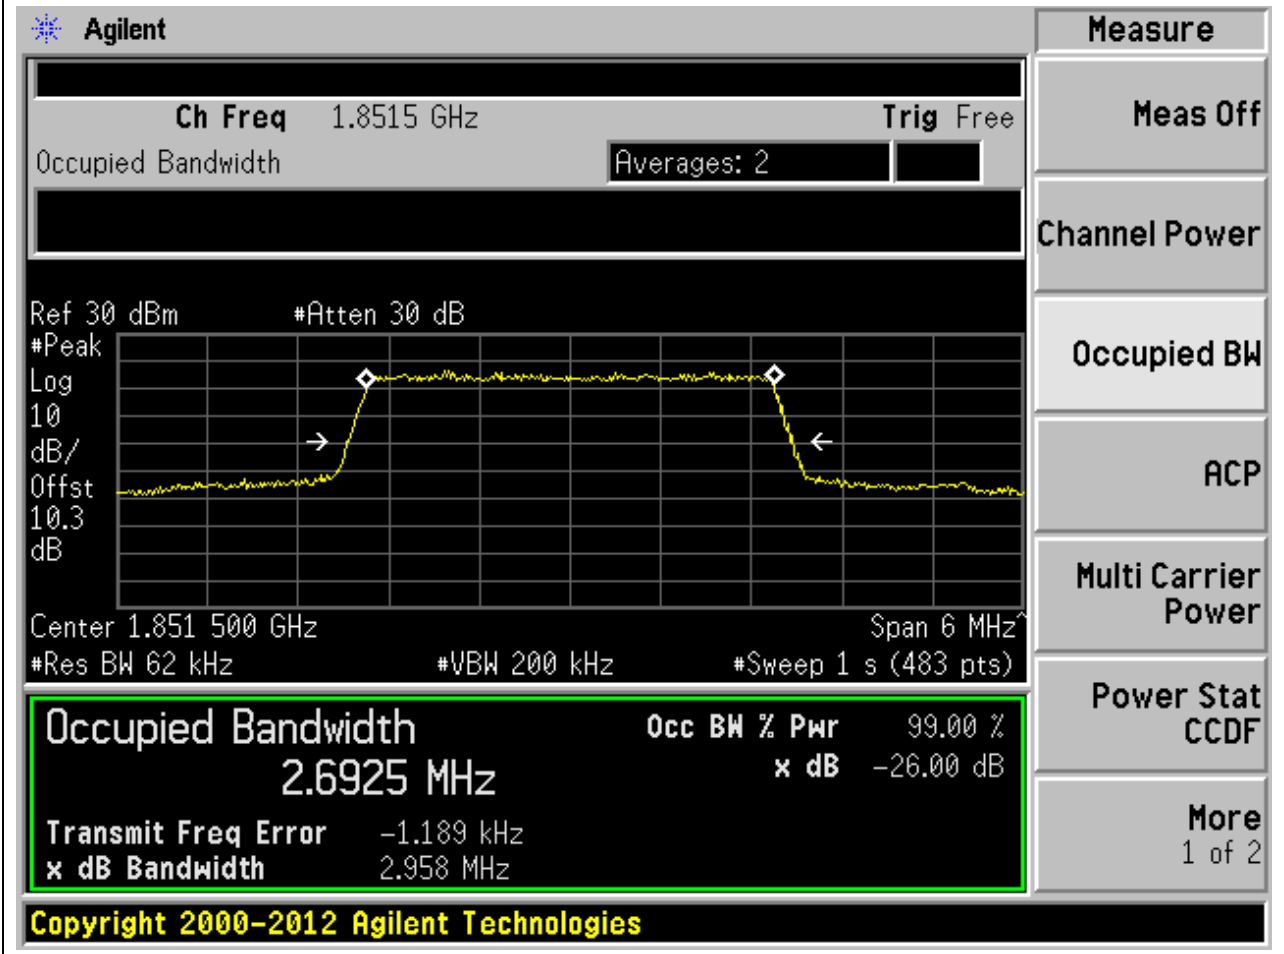 Agilent
Measure
Ch Freq 1.8515 GHz Trig Free
Meas Off
Occupied Bandwidth Averages: 2
Channel Power
Ref 30 dBm #Atten 30 dB
#Peak
Log
10
dB/
Offst
10.3
dB
Occupied BW
ACP
Center 1.851 500 GHz Span 6 MHz^
#Res BW 62 kHz #VBW 200 kHz #Sweep 1 s (483 pts)
Multi Carrier
Power
Occupied Bandwidth Occ BW % Pwr 99.00 %
2.6925 MHz x dB -26.00 dB
Power Stat
CCDF
Transmit Freq Error -1.189 kHz
x dB Bandwidth 2.958 MHz
More
1 of 2
Copyright 2000-2012 Agilent Technologies